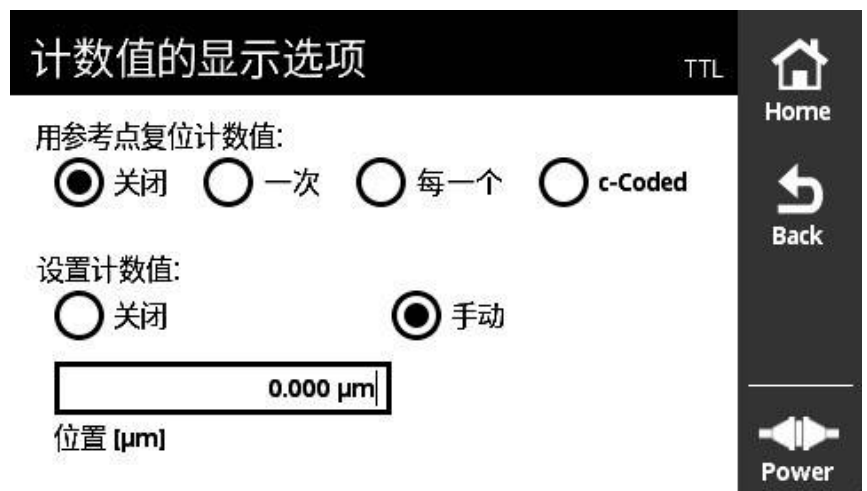 计数值的显示选项 TTL
Home
用参考点复位计数值:
关闭 一次 每一个 c-Coded
Back
设置计数值:
关闭 手动
0.000 µm
位置 [µm]
Power